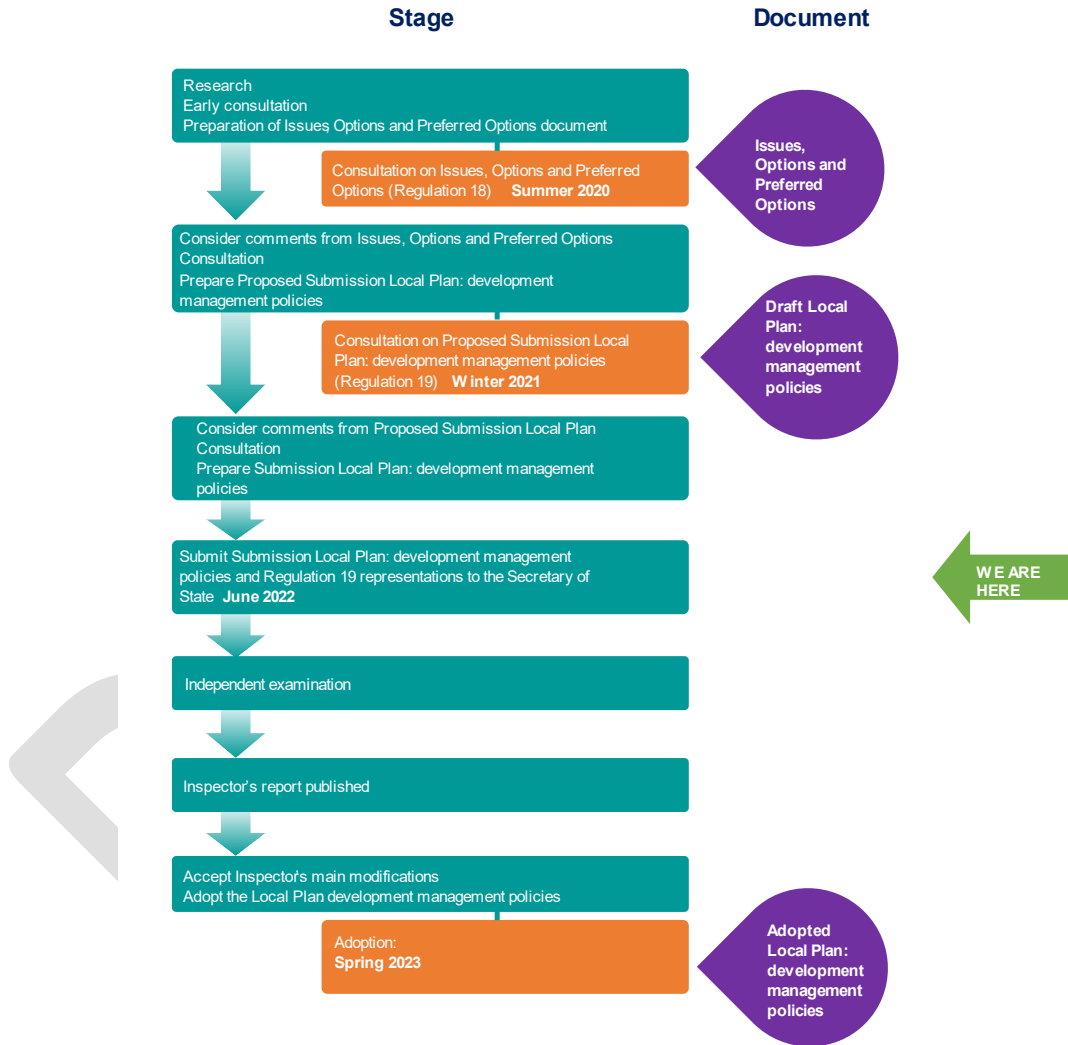 Stage
Document
Research
Early consultation
Preparation of Issues, Options and Preferred Options document
Consultation on Issues, Options and Preferred
Options (Regulation 18) Summer 2020
Issues,
Options and
Preferred
Options
Consider comments from Issues, Options and Preferred Options
Consultation
Prepare Proposed Submission Local Plan: development
management policies
Consultation on Proposed Submission Local
Plan: development management policies
(Regulation 19) Winter 2021
Draft Local
Plan:
development
management
policies
Consider comments from Proposed Submission Local Plan
Consultation
Prepare Submission Local Plan: development management
policies
Submit Submission Local Plan: development management
policies and Regulation 19 representations to the Secretary of
State June 2022
WE ARE
HERE
Independent examination
Inspector's report published
Accept Inspector's main modifications
Adopt the Local Plan: development management policies
Adoption:
Spring 2023
Adopted
Local Plan:
development
management
policies